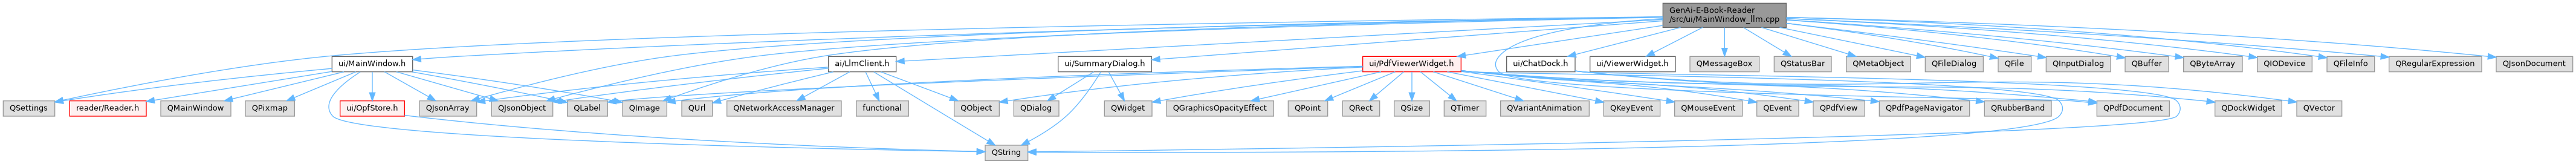 GenAi-E-Book-Reader
/src/ui/MainWindow_llm.cpp
ui/MainWindow.h
ai/LlmClient.h
ui/SummaryDialog.h
ui/PdfViewerWidget.h
ui/ChatDock.h
ui/ViewerWidget.h
QMessageBox
QStatusBar
QMetaObject
QFileDialog
QFile
QInputDialog
QBuffer
QByteArray
QIODevice
QFileInfo
QRegularExpression
QJsonDocument
QSettings
reader/Reader.h
QMainWindow
QPixmap
ui/OpfStore.h
QJsonArray
QJsonObject
QLabel
QImage
QUrl
QNetworkAccessManager
functional
QObject
QDialog
QWidget
QGraphicsOpacityEffect
QPoint
QRect
QSize
QTimer
QVariantAnimation
QKeyEvent
QMouseEvent
QEvent
QPdfView
QPdfPageNavigator
QRubberBand
QPdfDocument
QDockWidget
QVector
QString